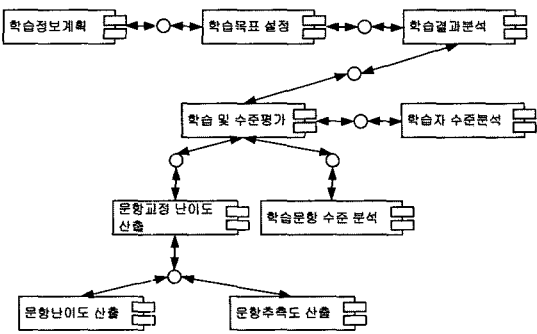 학습정보계획
학습목표 설정
학습결과분석
학습 및 수준평가
학습자 수준분석
문항교정 난이도
산출
학습문항 수준 분석
문항난이도 산출
문항추측도 산출